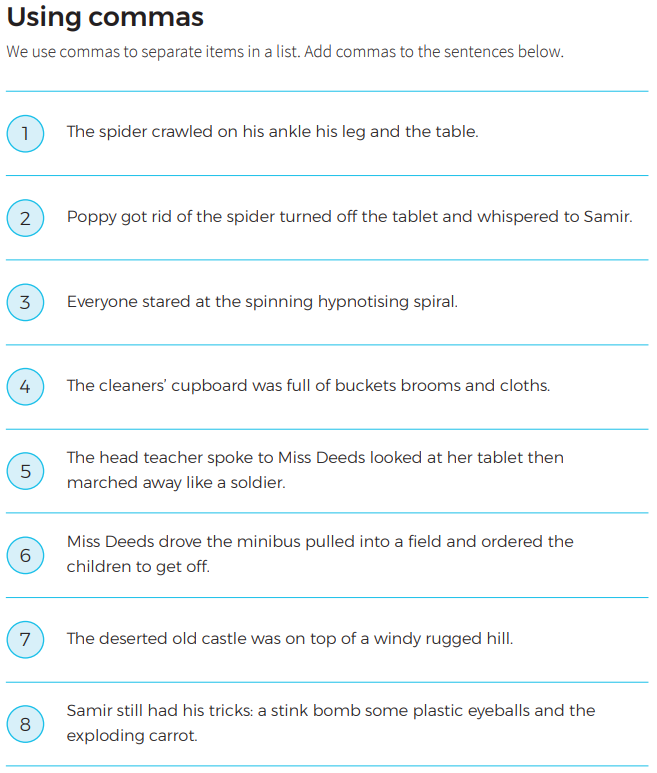 Using commas
We use commas to separate items in a list. Add commas to the sentences below.
1 The spider crawled on his ankle his leg and the table.
2 Poppy got rid of the spider turned off the tablet and whispered to Samir.
3 Everyone stared at the spinning hypnotising spiral.
4 The cleaners’ cupboard was full of buckets brooms and cloths.
5 The head teacher spoke to Miss Deeds looked at her tablet then
marched away like a soldier.
6 Miss Deeds drove the minibus pulled into a field and ordered the
children to get off.
7 The deserted old castle was on top of a windy rugged hill.
8 Samir still had his tricks: a stink bomb some plastic eyeballs and the
exploding carrot.